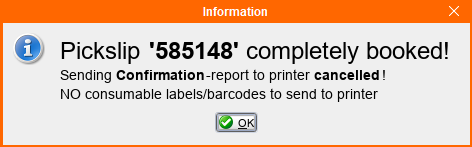 Information
Pickslip '585148' completely booked!
Sending Confirmation-report to printer cancelled!
NO consumable labels/barcodes to send to printer
OK